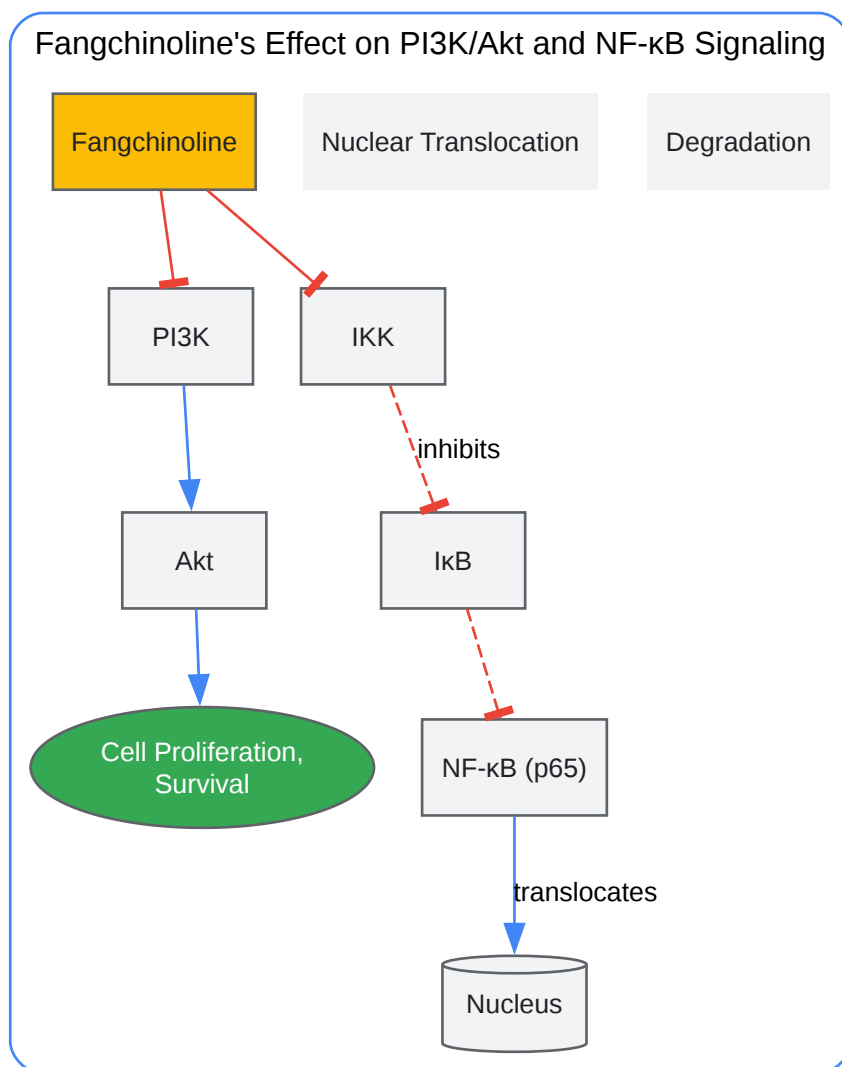 Fangchinoline's Effect on PI3K/Akt and NF-κB Signaling
Fangchinoline
Nuclear Translocation
Degradation
PI3K
IKK
inhibits
Akt
IκB
Cell Proliferation,
Survival
NF-κB (p65)
translocates
Nucleus